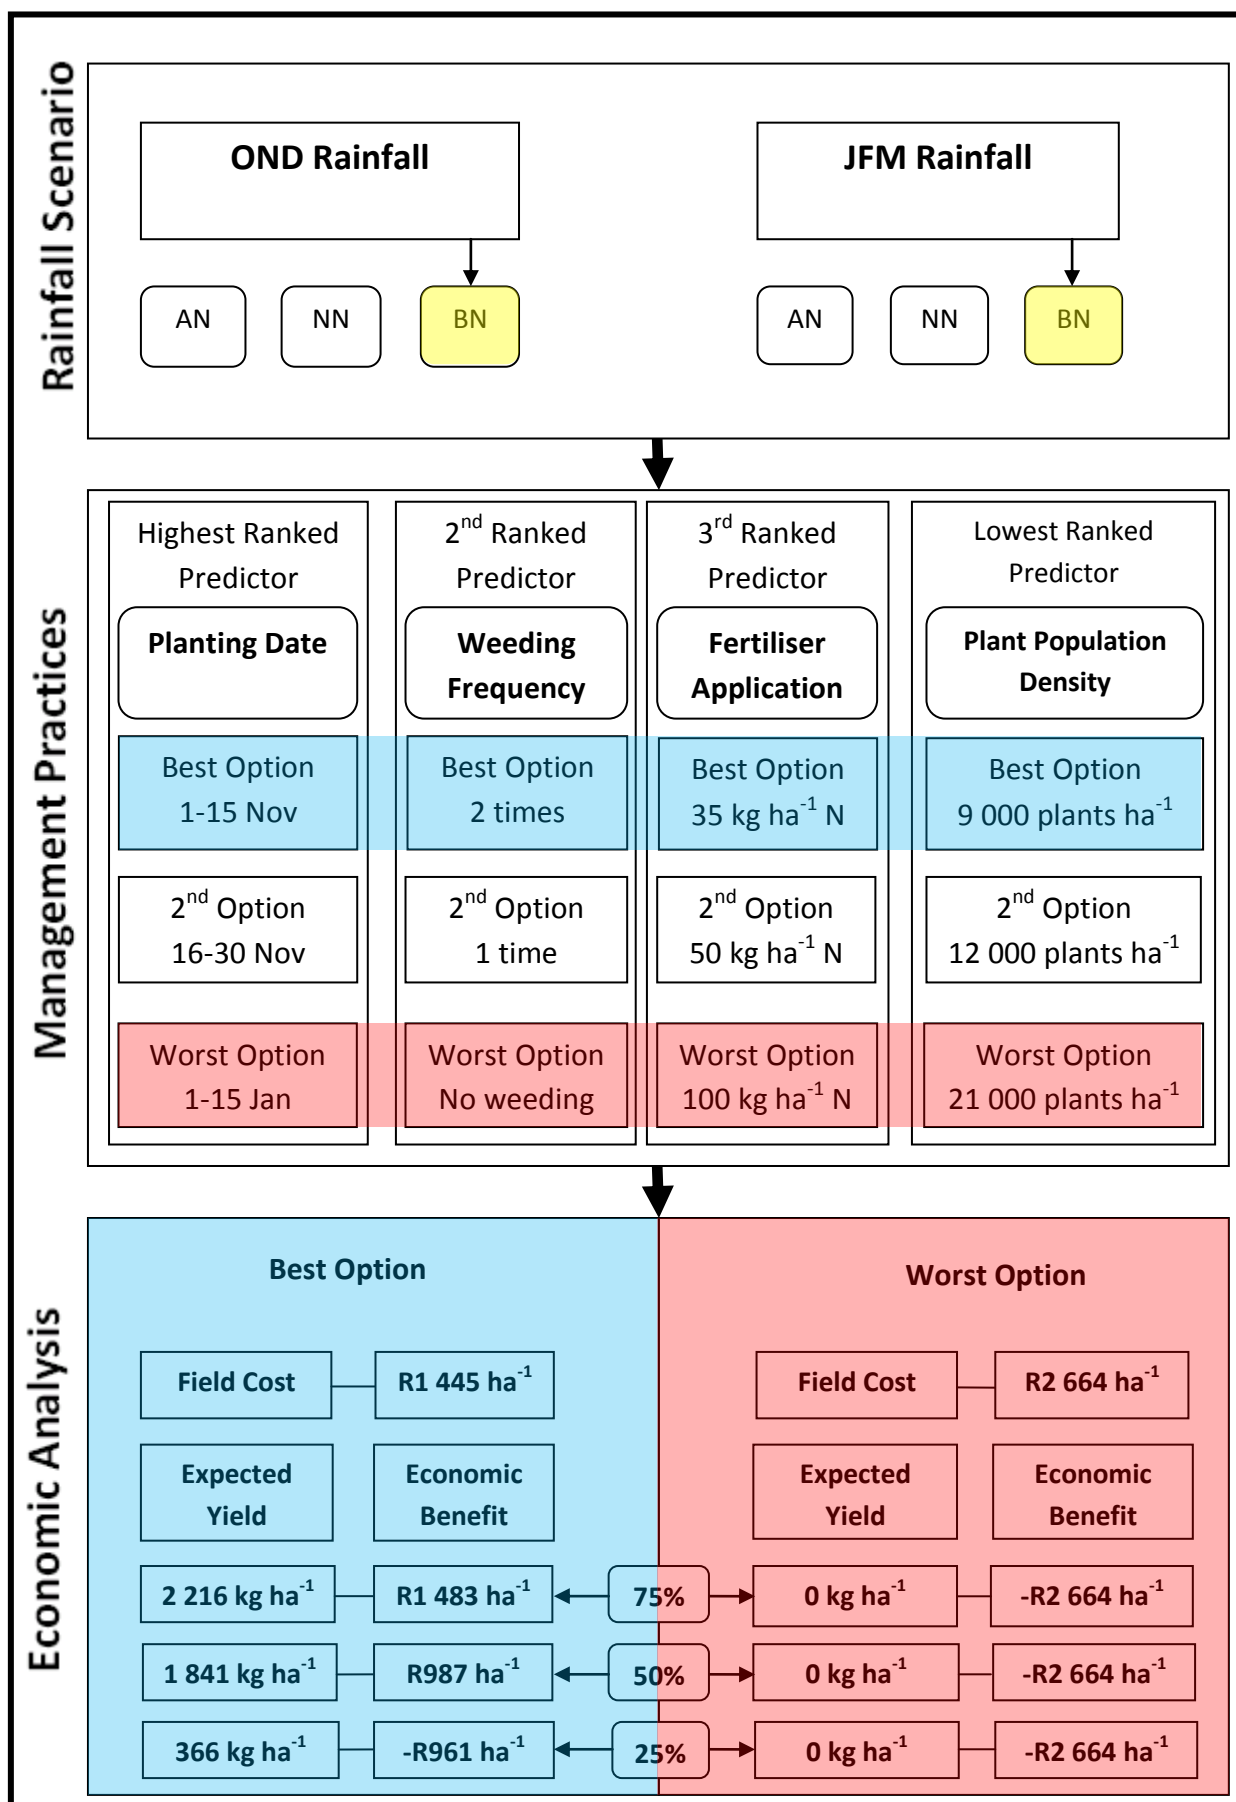 Rainfall Scenario
OND Rainfall
JFM Rainfall
AN
NN
BN
AN
NN
BN
Management Practices
Highest Ranked
Predictor
Planting Date
Best Option
1-15 Nov
2nd Option
16-30 Nov
Worst Option
1-15 Jan
2nd Ranked
Predictor
Weeding
Frequency
Best Option
2 times
2nd Option
1 time
Worst Option
No weeding
3rd Ranked
Predictor
Fertiliser
Application
Best Option
35 kg ha-1 N
2nd Option
50 kg ha-1 N
Worst Option
100 kg ha-1 N
Lowest Ranked
Predictor
Plant Population
Density
Best Option
9 000 plants ha-1
2nd Option
12 000 plants ha-1
Worst Option
21 000 plants ha-1
Economic Analysis
Best Option
Field Cost
R1 445 ha-1
Expected
Yield
Economic
Benefit
2 216 kg ha-1
R1 483 ha-1
1 841 kg ha-1
R987 ha-1
366 kg ha-1
-R961 ha-1
75%
50%
25%
Worst Option
Field Cost
R2 664 ha-1
Expected
Yield
Economic
Benefit
0 kg ha-1
-R2 664 ha-1
0 kg ha-1
-R2 664 ha-1
0 kg ha-1
-R2 664 ha-1